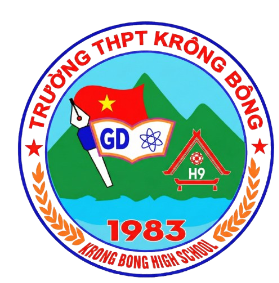 TRƯỜNG THPT KRÔNG BÔNG
GD
H9
1983
KRONG BONG HIGH SCHOOL